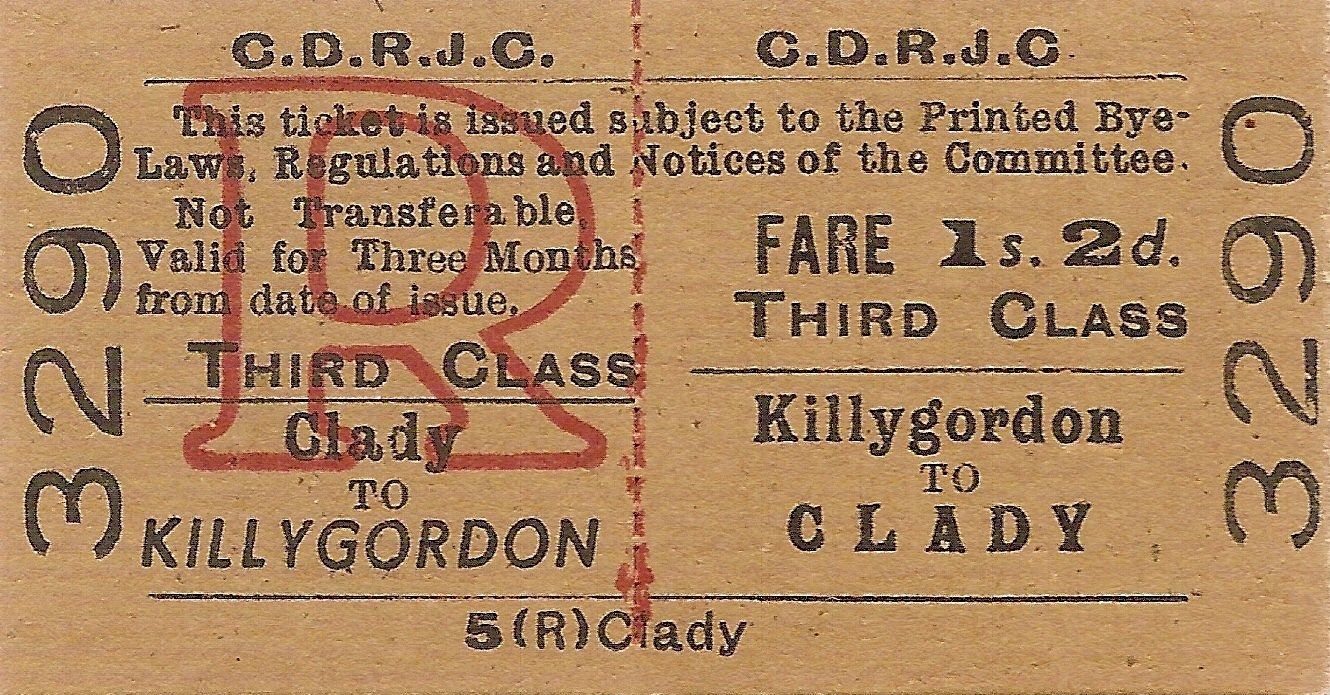 C.D.R.J.C. C.D.R.J.C
This ticket is issued subject to the Printed Bye-
Laws, Regulations and Notices of the Committee.
Not Transferable.
Valid for Three Months
from date of issue.
THIRD CLASS
Clady
TO
KILLYGORDON
FARE 1s. 2d.
THIRD CLASS
Killygordon
TO
CLADY
5(R)Clady
3290
3290
R